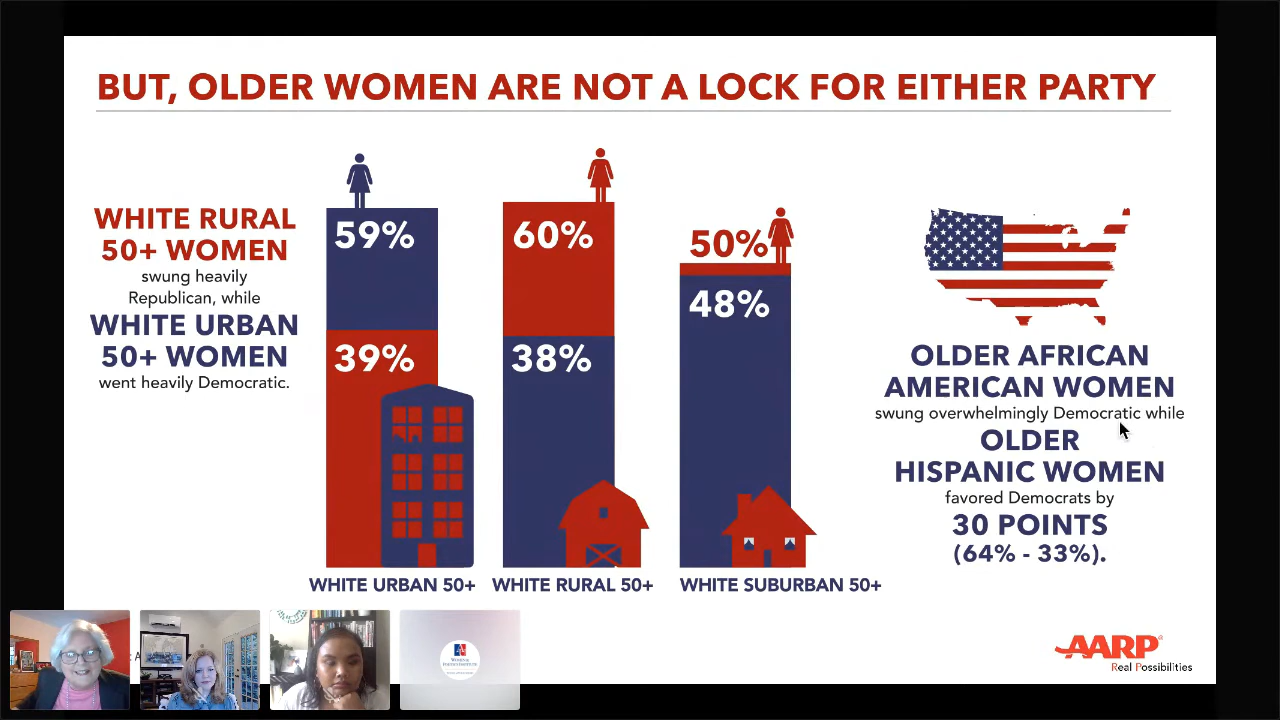 BUT, OLDER WOMEN ARE NOT A LOCK FOR EITHER PARTY
WHITE RURAL
50+ WOMEN
swung heavily
Republican, while
WHITE URBAN
50+ WOMEN
went heavily Democratic.
59%
39%
WHITE URBAN 50+
60%
38%
WHITE RURAL 50+
50%
48%
WHITE SUBURBAN 50+
OLDER AFRICAN
AMERICAN WOMEN
swung overwhelmingly Democratic while
OLDER
HISPANIC WOMEN
favored Democrats by
30 POINTS
(64% - 33%).
AARP®
Real Possibilities